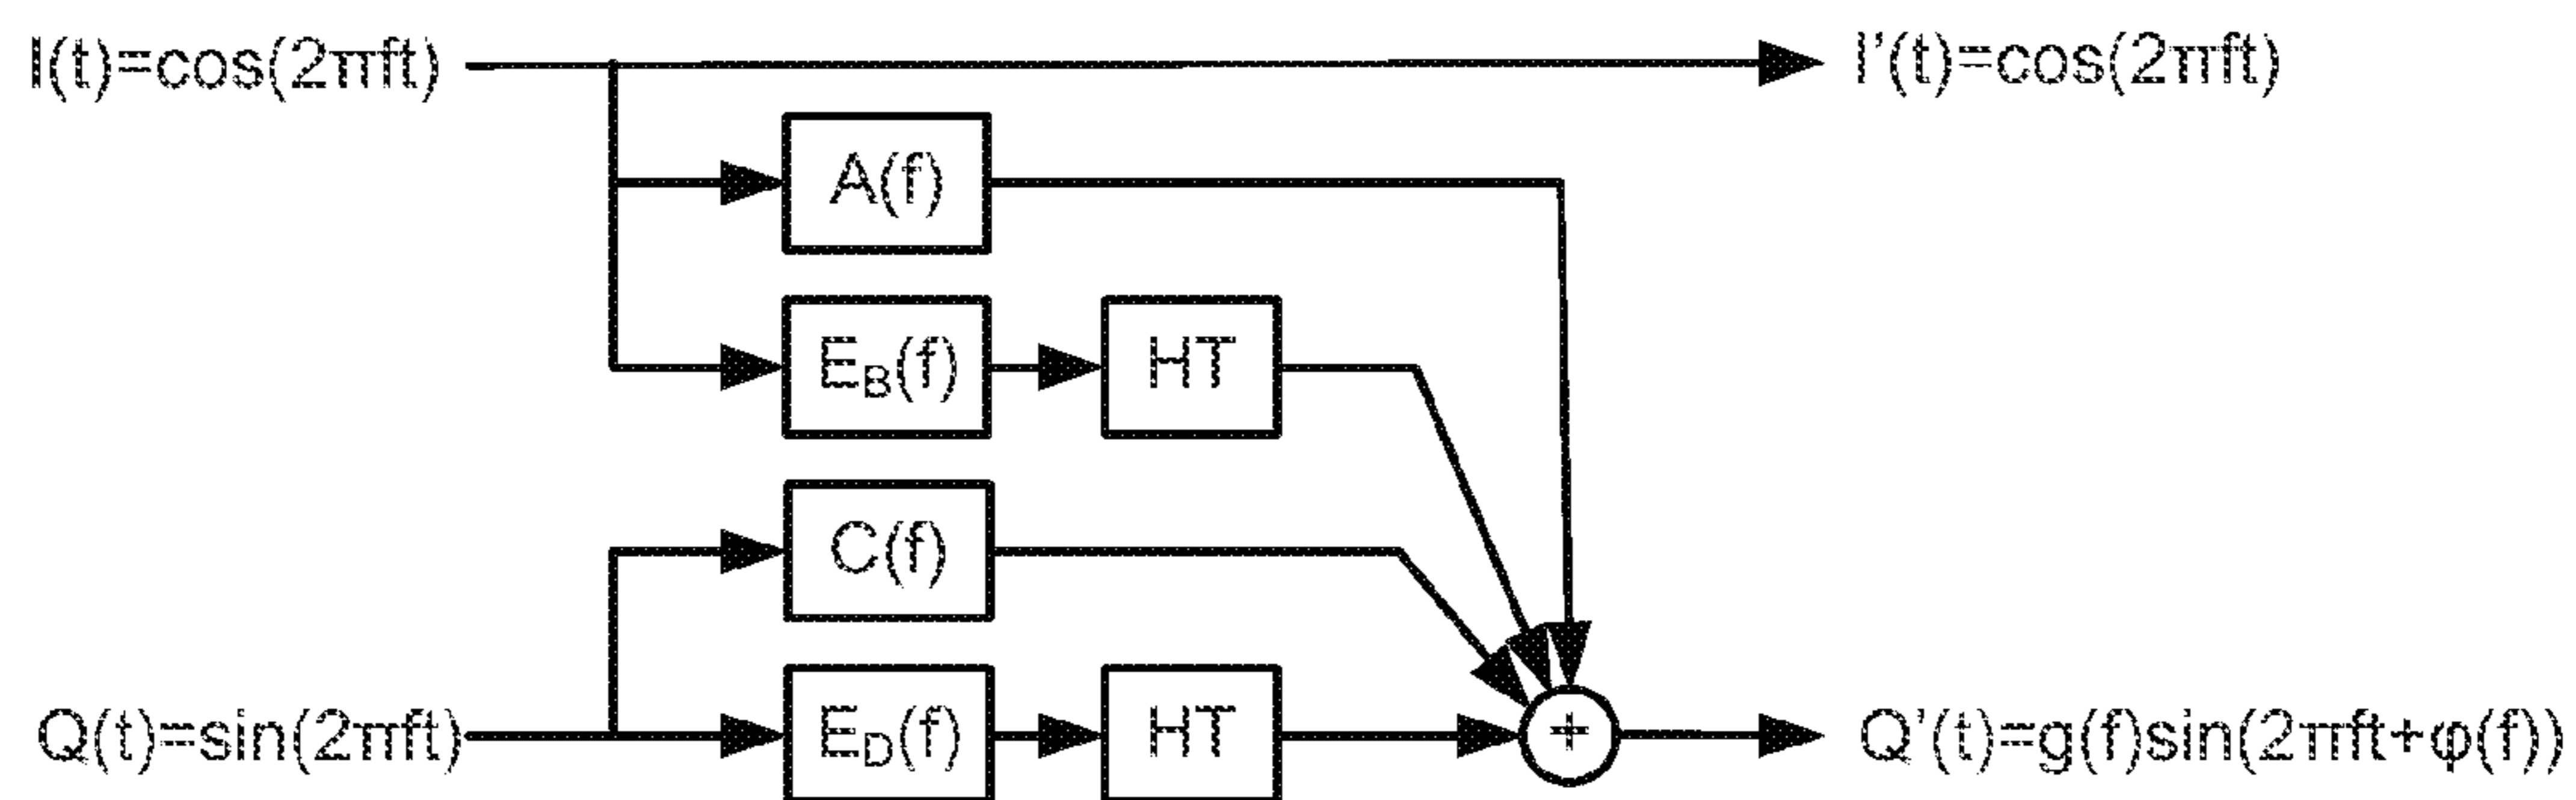 I(t)=cos(2πft) I'(t)=cos(2πft)
A(f)
E_B(f) HT
C(f)
Q(t)=sin(2πft) E_D(f) HT + Q'(t)=g(f)sin(2πft+φ(f))